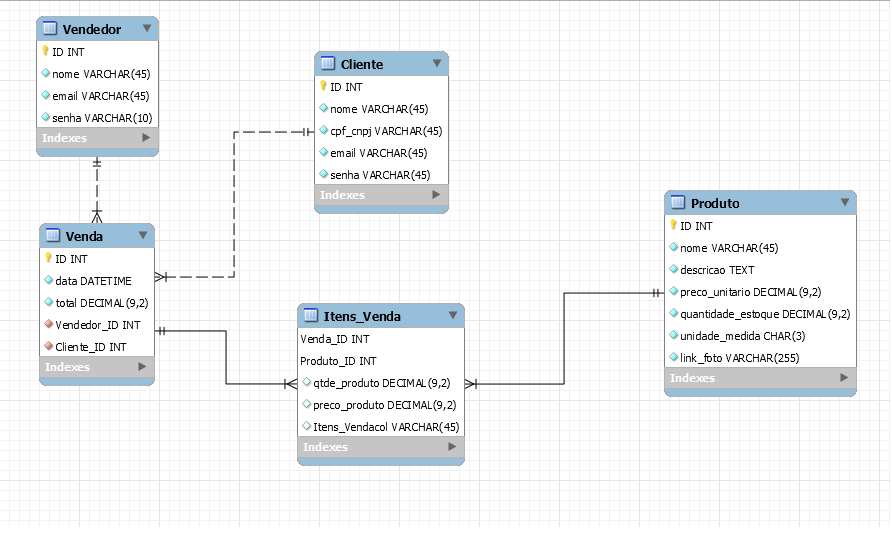 Vendedor
ID INT
nome VARCHAR(45)
email VARCHAR(45)
senha VARCHAR(10)
Indexes
Cliente
ID INT
nome VARCHAR(45)
cpf_cnpj VARCHAR(45)
email VARCHAR(45)
senha VARCHAR(45)
Indexes
Venda
ID INT
data DATETIME
total DECIMAL(9,2)
Vendedor_ID INT
Cliente_ID INT
Indexes
Itens_Venda
Venda_ID INT
Produto_ID INT
qtde_produto DECIMAL(9,2)
preco_produto DECIMAL(9,2)
Itens_Vendacol VARCHAR(45)
Indexes
Produto
ID INT
nome VARCHAR(45)
descricao TEXT
preco_unitario DECIMAL(9,2)
quantidade_estoque DECIMAL(9,2)
unidade_medida CHAR(3)
link_foto VARCHAR(255)
Indexes